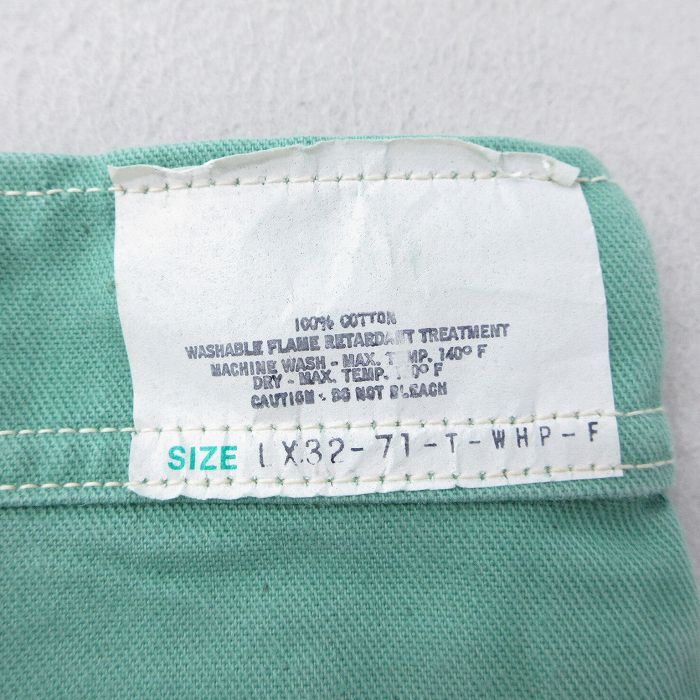 100% COTTON
WASHABLE FLAME RETARDANT TREATMENT
MACHINE WASH - MAX. TEMP. 140º F
DRY - MAX. TEMP. º F
CAUTION - DO NOT BLEACH
SIZE LX32-71-T-WHP-F